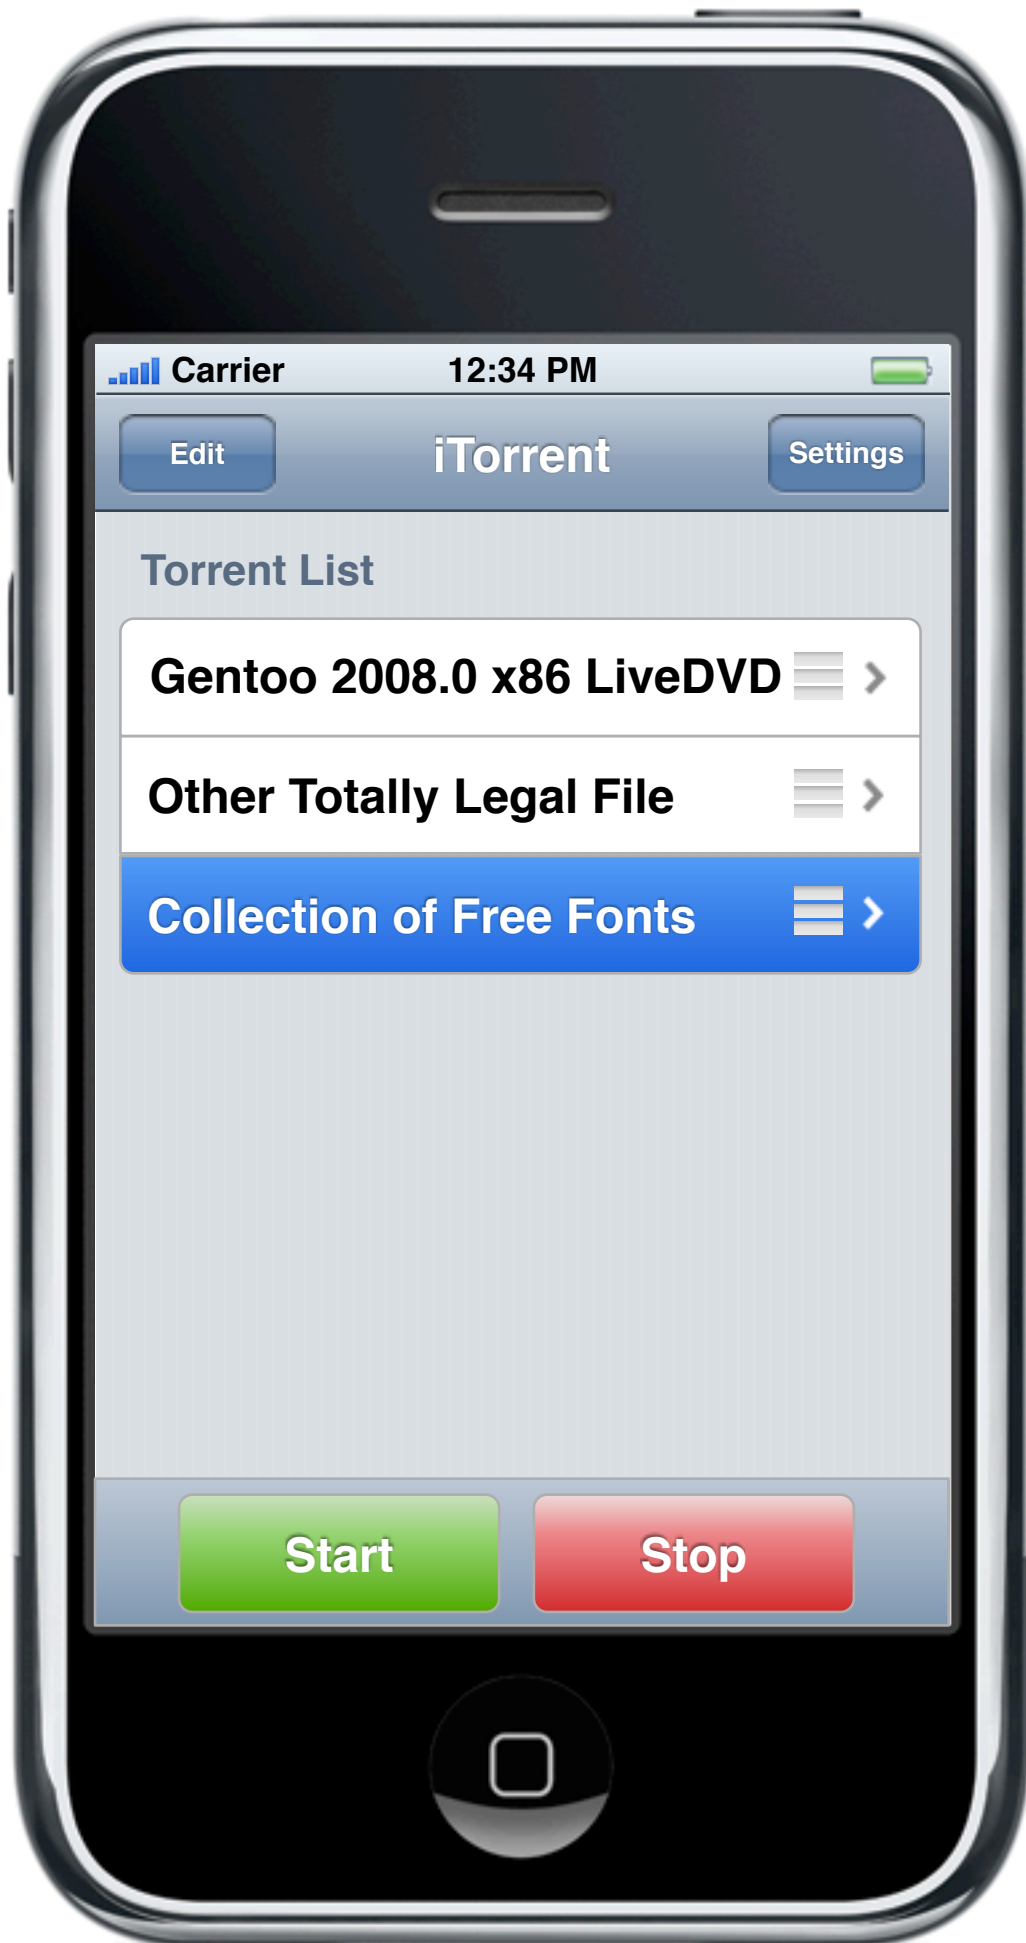 Carrier 12:34 PM
Edit iTorrent Settings
Torrent List
Gentoo 2008.0 x86 LiveDVD
Other Totally Legal File
Collection of Free Fonts
Start Stop